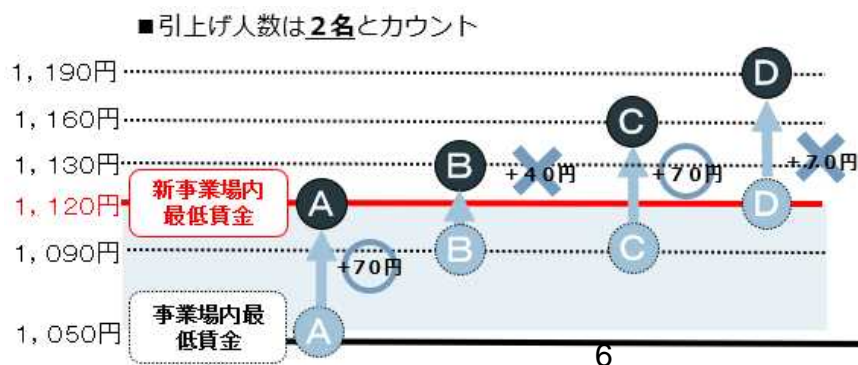 ■引上げ人数は２名とカウント
1,190円
D
1,160円
C
1,130円
B
+40円
+70円
+70円
新事業場内
最低賃金
1,120円
A
D
1,090円
B
C
+70円
事業場内最
低賃金
1,050円
A
6